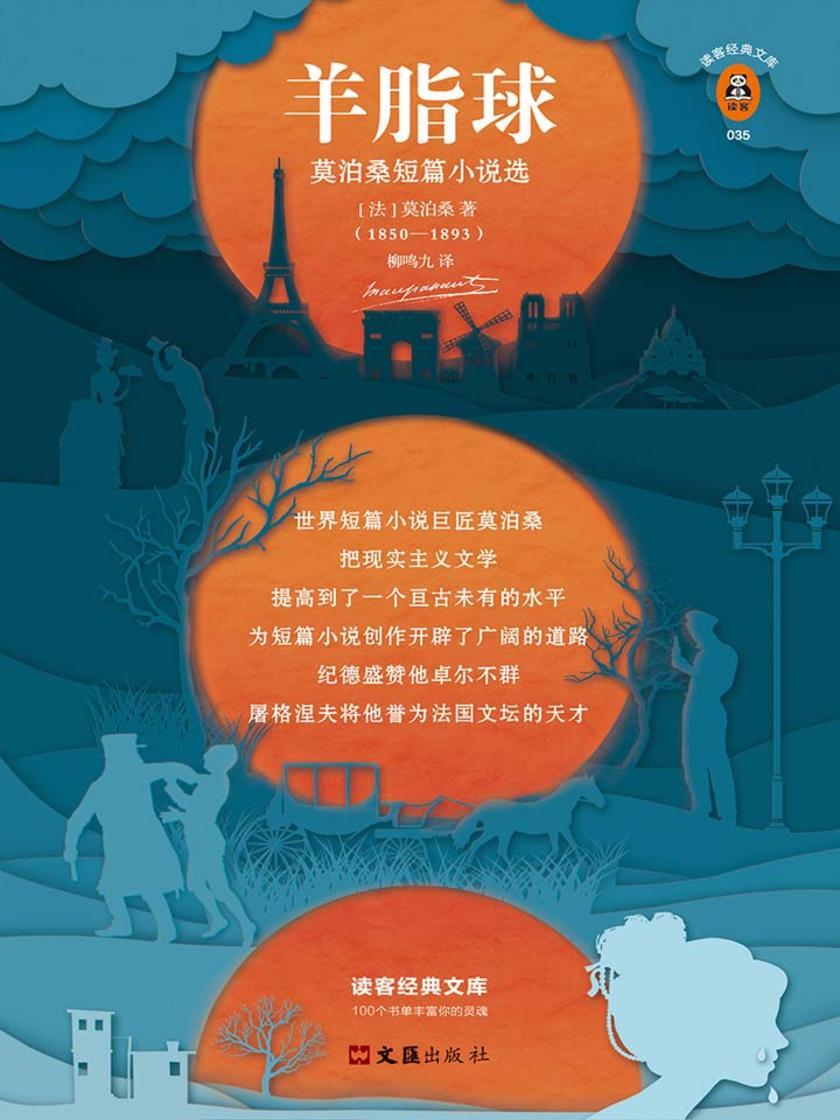 羊脂球
莫泊桑短篇小说选
[ 法 ] 莫泊桑 著
（1850—1893）
柳鸣九 译
读客经典文库
读客
035
世界短篇小说巨匠莫泊桑
把现实主义文学
提高到了一个亘古未有的水平
为短篇小说创作开辟了广阔的道路
纪德盛赞他卓尔不群
屠格涅夫将他誉为法国文坛的天才
读客经典文库
100个书单丰富你的灵魂
文匯出版社